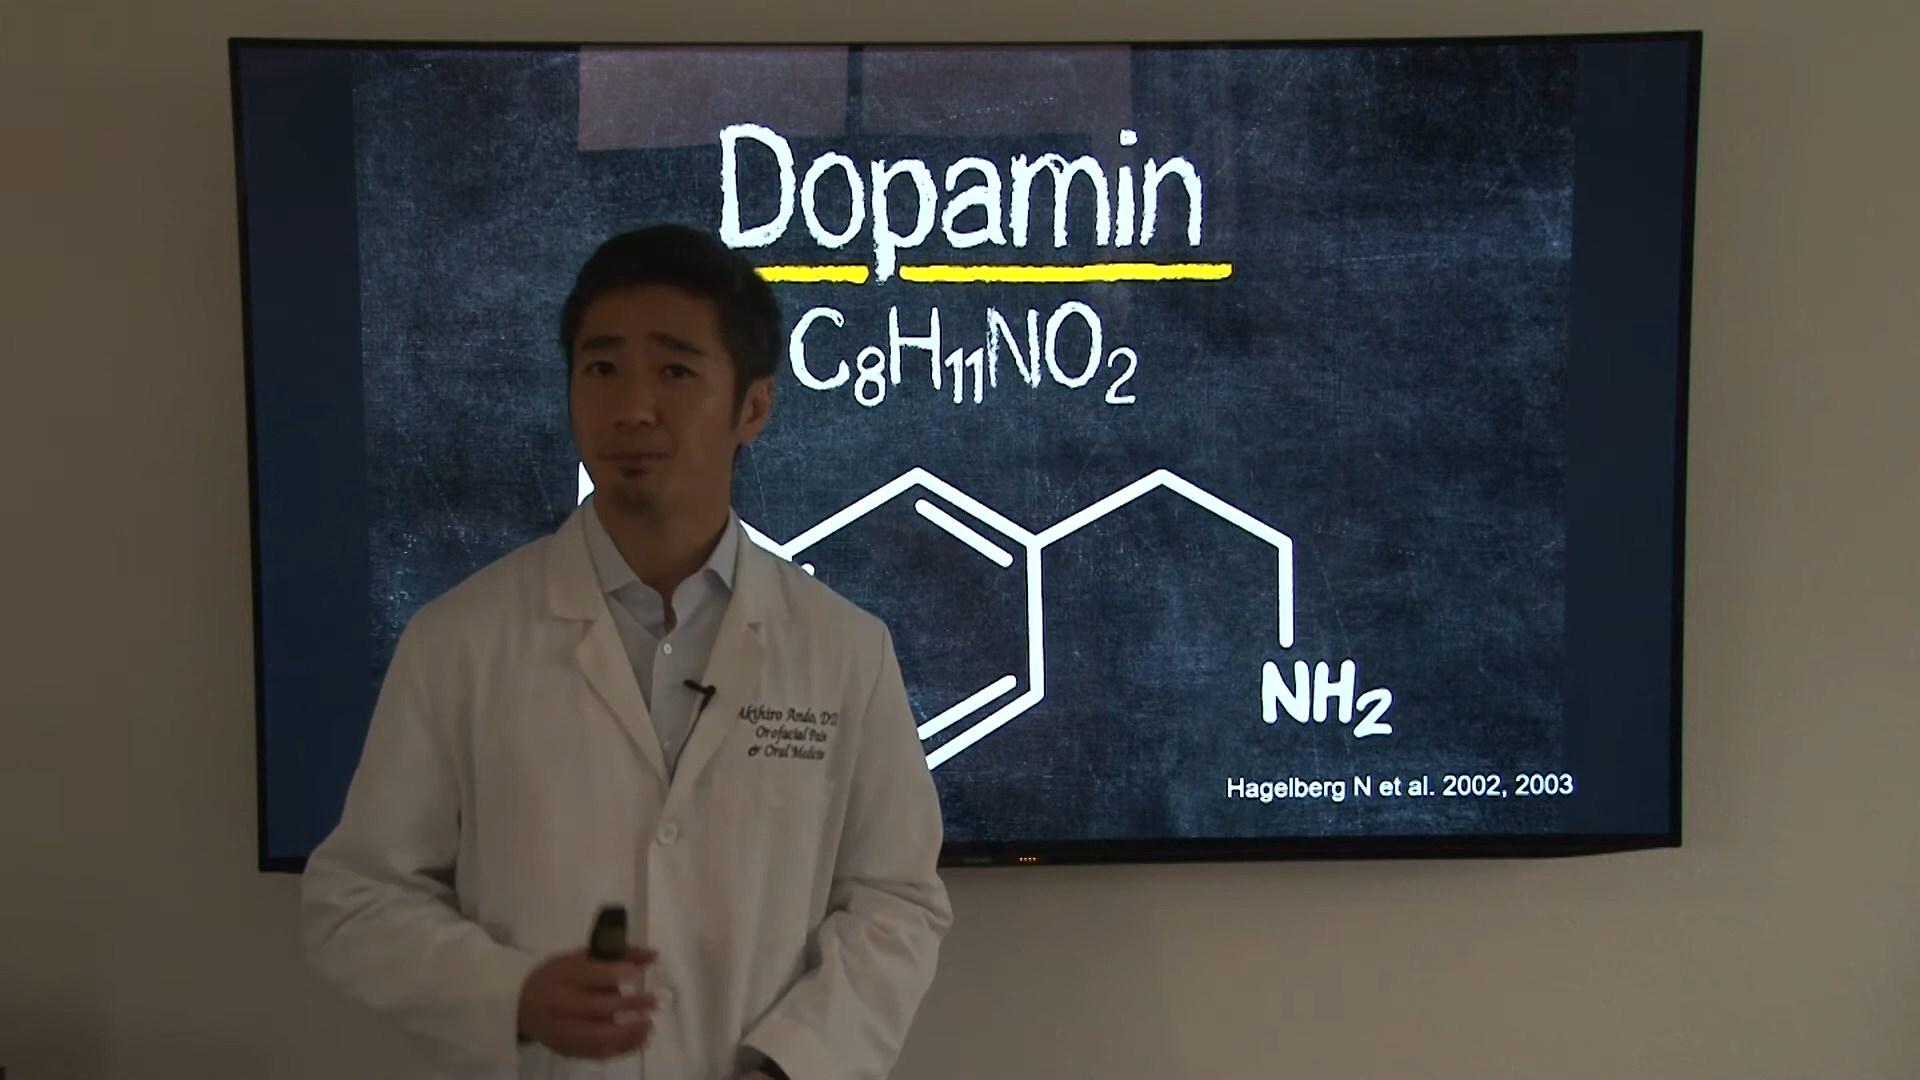 Dopamin
C8H11NO2
NH2
Akihiro Ando, DD
Orofacial Pain
& Oral Medicine
Hagelberg N et al. 2002, 2003